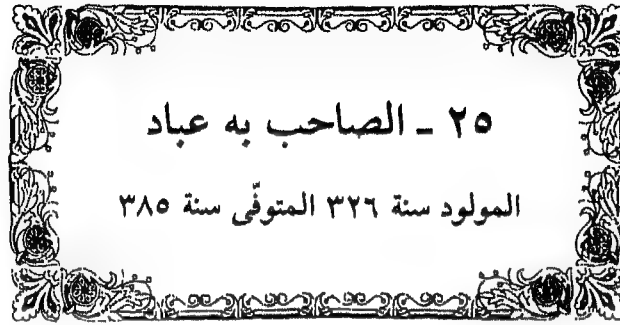 ٢٥ ـ الصاحب به عباد
المولود سنة ٣٢٦ المتوفّى سنة ٣٨٥